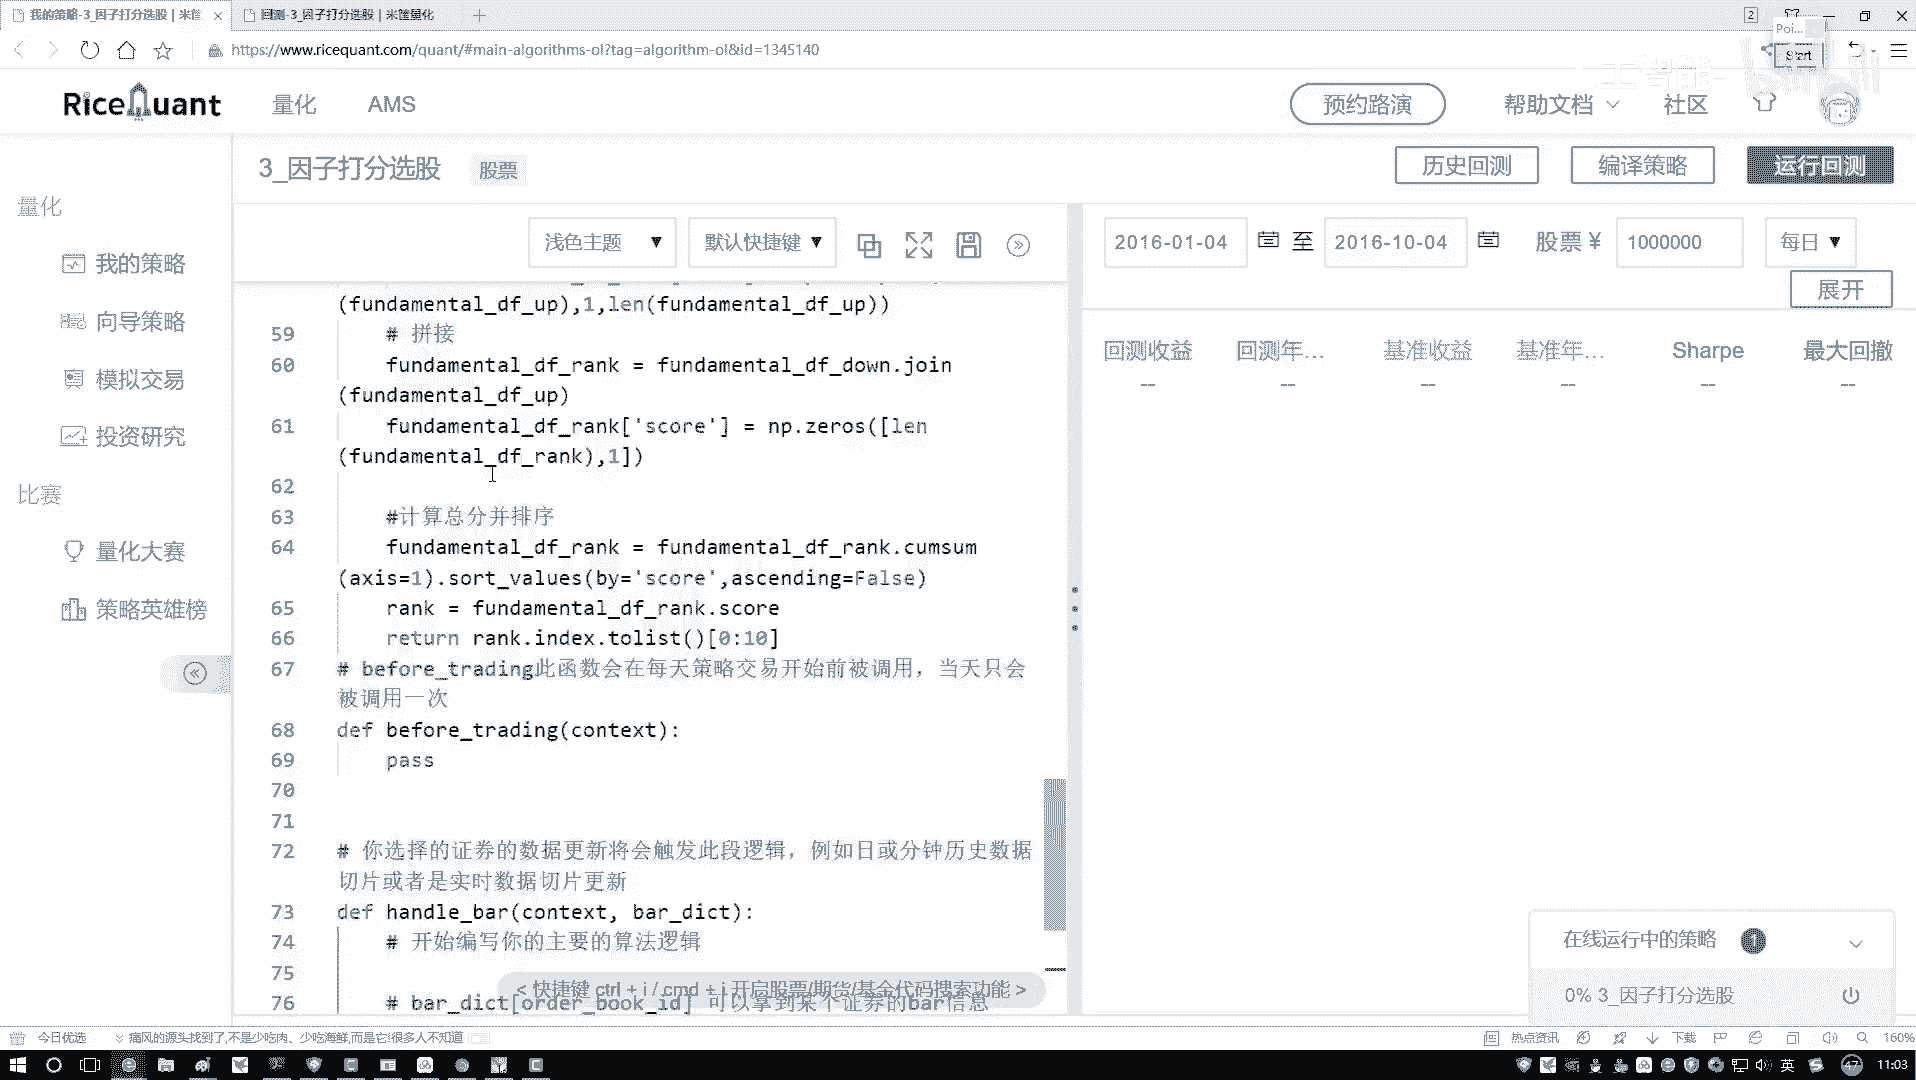 我的策略-3_因子打分选股 | 米筐
回测-3_因子打分选股 | 米筐量化
2
Poi...
https://www.ricequant.com/quant/#main-algorithms-ol?tag=algorithm-ol&id=1345140
Start
RiceQuant
量化
AMS
预约路演
帮助文档
社区
3_因子打分选股
股票
历史回测
编译策略
运行回测
量化
我的策略
向导策略
模拟交易
投资研究
比赛
量化大赛
策略英雄榜
浅色主题
默认快捷键
2016-01-04
至
2016-10-04
股票 ¥
1000000
每日
展开
回测收益
回测年...
基准收益
基准年...
Sharpe
最大回撤
--
--
--
--
--
--
(fundamental_df_up),1,len(fundamental_df_up))
59 # 拼接
60 fundamental_df_rank = fundamental_df_down.join
(fundamental_df_up)
61 fundamental_df_rank['score'] = np.zeros([len
(fundamental_df_rank),1])
62
63 #计算总分并排序
64 fundamental_df_rank = fundamental_df_rank.cumsum
(axis=1).sort_values(by='score',ascending=False)
65 rank = fundamental_df_rank.score
66 return rank.index.tolist()[0:10]
67 # before_trading此函数会在每天策略交易开始前被调用，当天只会
被调用一次
68 def before_trading(context):
69 pass
70
71
72 # 你选择的证券的数据更新将会触发此段逻辑，例如日或分钟历史数据
切片或者是实时数据切片更新
73 def handle_bar(context, bar_dict):
74 # 开始编写你的主要的算法逻辑
75
76 # bar_dict[order_book_id] 可以拿到某个证券的bar信息
< 快捷键 ctrl + i / cmd + i 开启股票/期货/基金代码搜索功能 >
在线运行中的策略
1
0% 3_因子打分选股
今日优选
痛风的源头找到了,不是少吃肉、少吃海鲜,而是它!很多人不知道
热点资讯
下载
160%
英
47
11:03